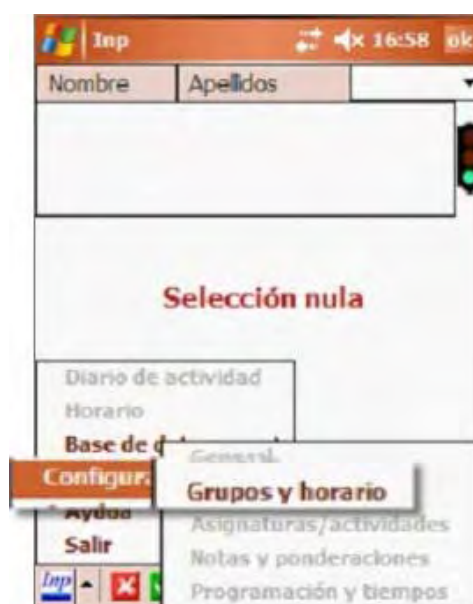 Inp 16:58 ok
Nombre Apellidos
Selección nula
Diario de actividad
Horario
Base de
General
Configura
Grupos y horario
Ayuda
Asignaturas/actividades
Salir
Notas y ponderaciones
Inp
Programación y tiempos